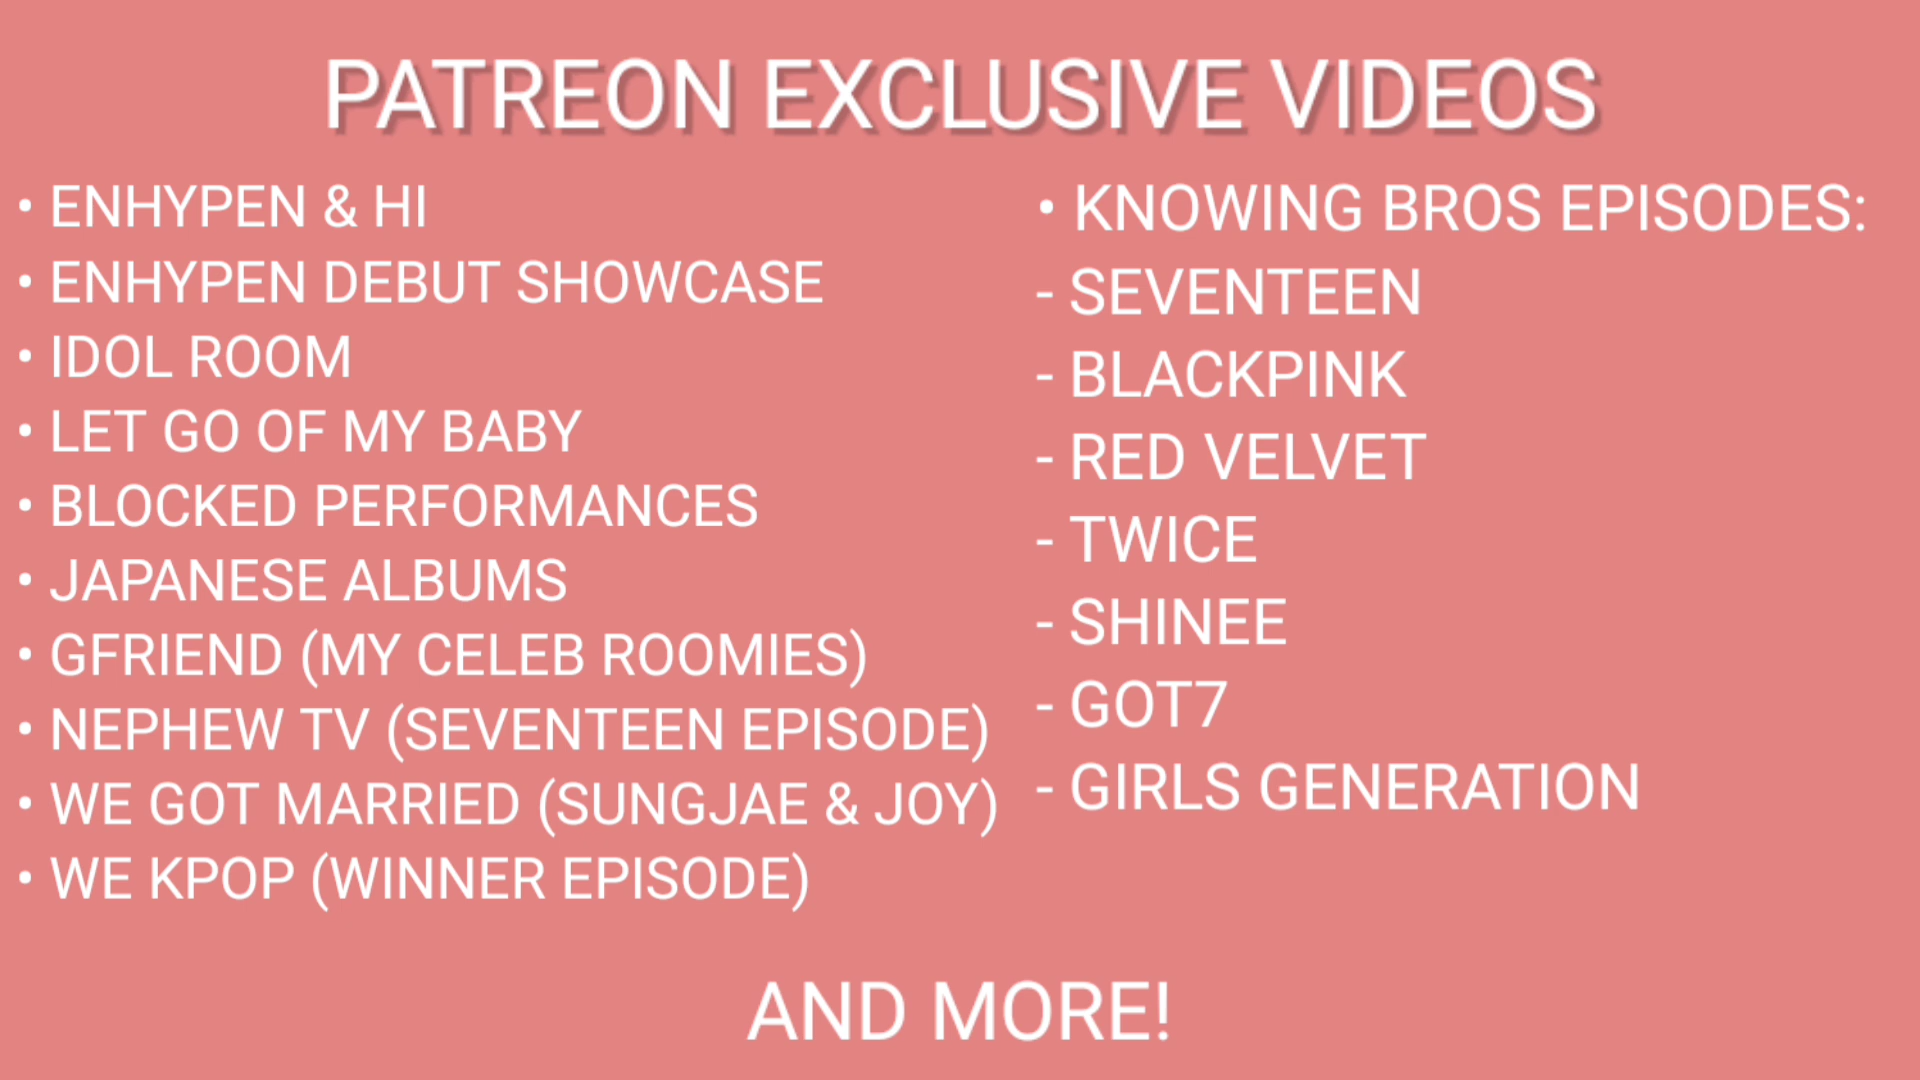 PATREON EXCLUSIVE VIDEOS
• ENHYPEN & HI
• ENHYPEN DEBUT SHOWCASE
• IDOL ROOM
• LET GO OF MY BABY
• BLOCKED PERFORMANCES
• JAPANESE ALBUMS
• GFRIEND (MY CELEB ROOMIES)
• NEPHEW TV (SEVENTEEN EPISODE)
• WE GOT MARRIED (SUNGJAE & JOY)
• WE KPOP (WINNER EPISODE)
• KNOWING BROS EPISODES:
- SEVENTEEN
- BLACKPINK
- RED VELVET
- TWICE
- SHINEE
- GOT7
- GIRLS GENERATION
AND MORE!